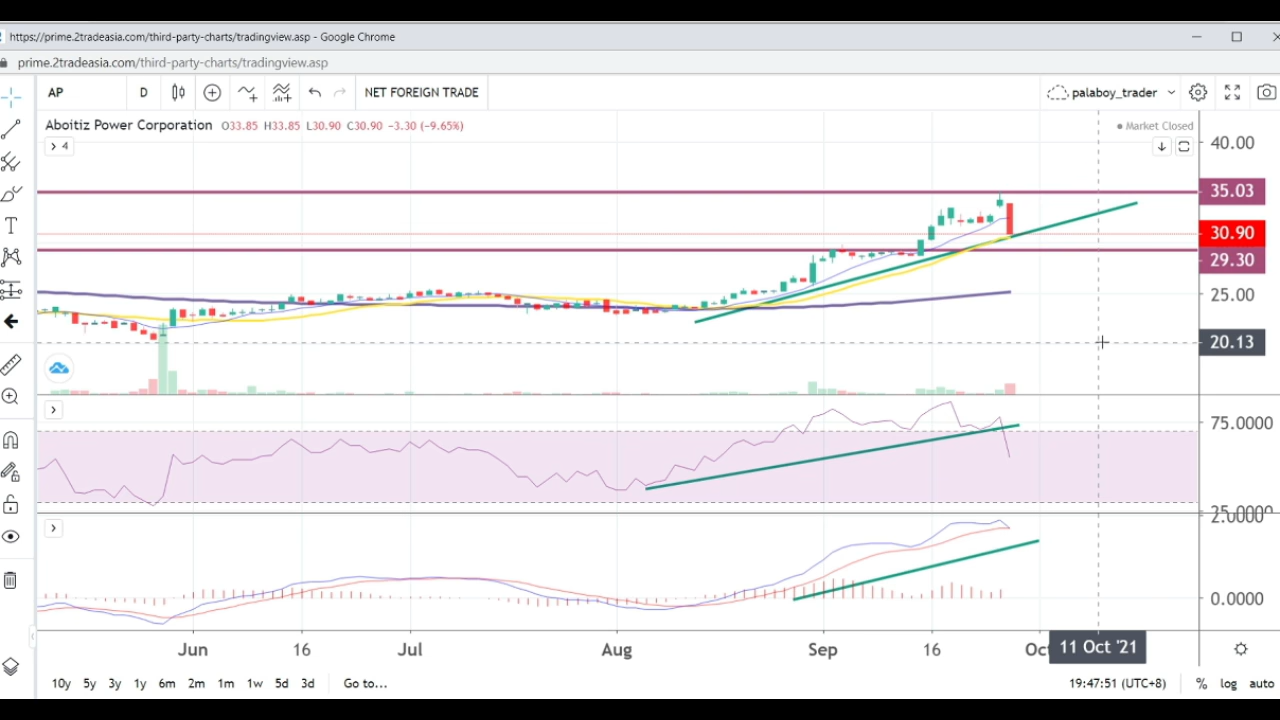 https://prime.2tradeasia.com/third-party-charts/tradingview.asp - Google Chrome
prime.2tradeasia.com/third-party-charts/tradingview.asp
AP
D
NET FOREIGN TRADE
palaboy_trader
Aboitiz Power Corporation O33.85 H33.85 L30.90 C30.90 -3.30 (-9.65%)
Market Closed
4
40.00
35.03
30.90
29.30
25.00
20.13
75.0000
25.0000
0.0000
Jun 16 Jul Aug Sep 16 Oct 11 Oct '21
10y 5y 3y 1y 6m 2m 1m 1w 5d 3d Go to... 19:47:51 (UTC+8) % log auto